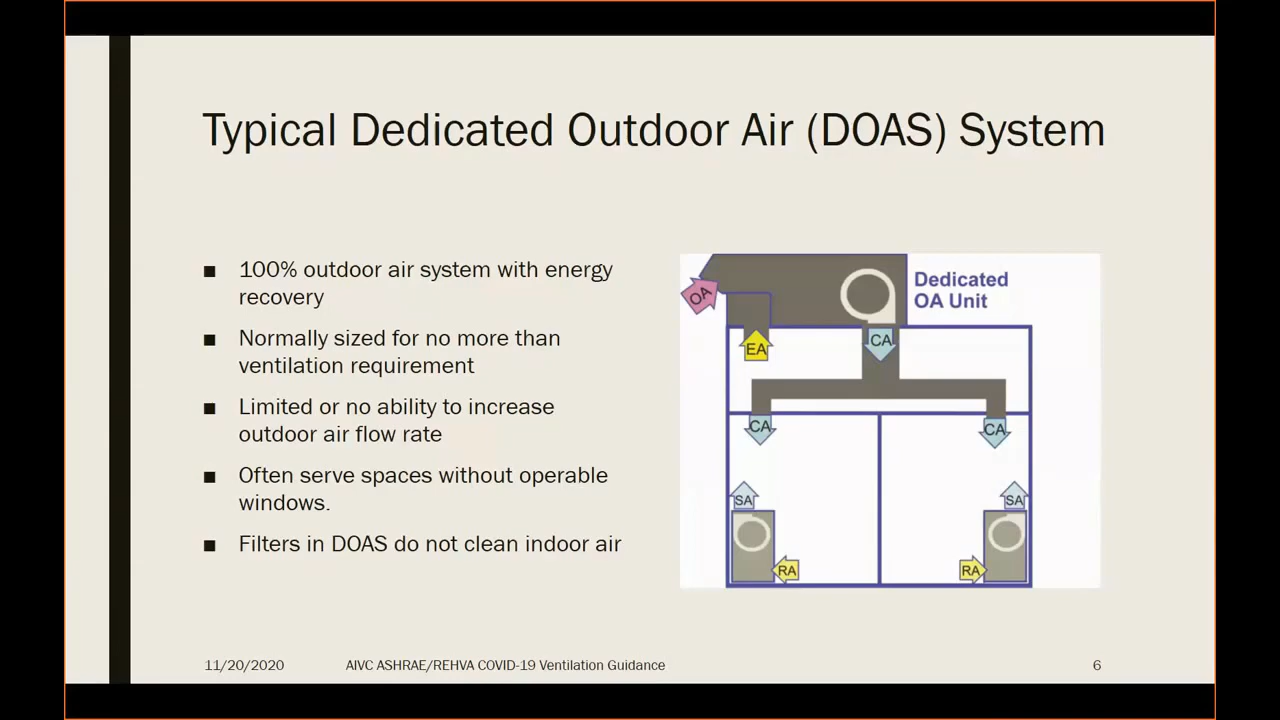 Typical Dedicated Outdoor Air (DOAS) System
■ 100% outdoor air system with energy
recovery
■ Normally sized for no more than
ventilation requirement
■ Limited or no ability to increase
outdoor air flow rate
■ Often serve spaces without operable
windows.
■ Filters in DOAS do not clean indoor air
Dedicated
OA Unit
OA
EA
CA
CA
CA
SA
SA
RA
RA
11/20/2020
AIVC ASHRAE/REHVA COVID-19 Ventilation Guidance
6